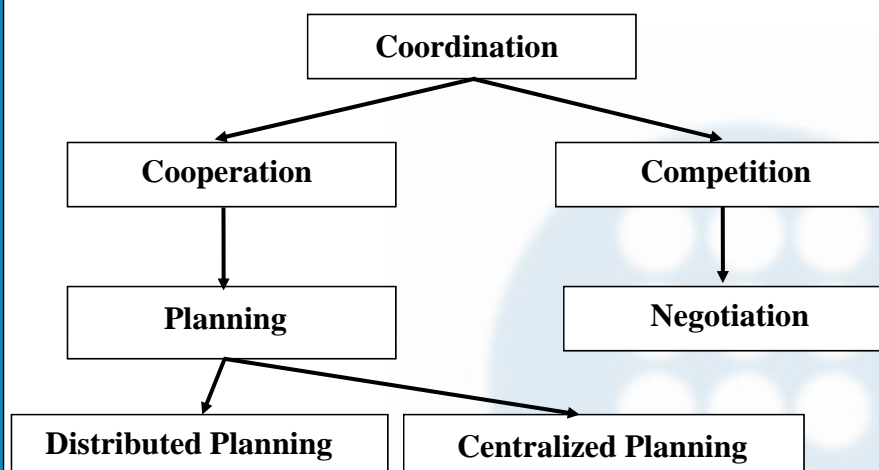 Coordination
Cooperation
Competition
Planning
Negotiation
Distributed Planning
Centralized Planning